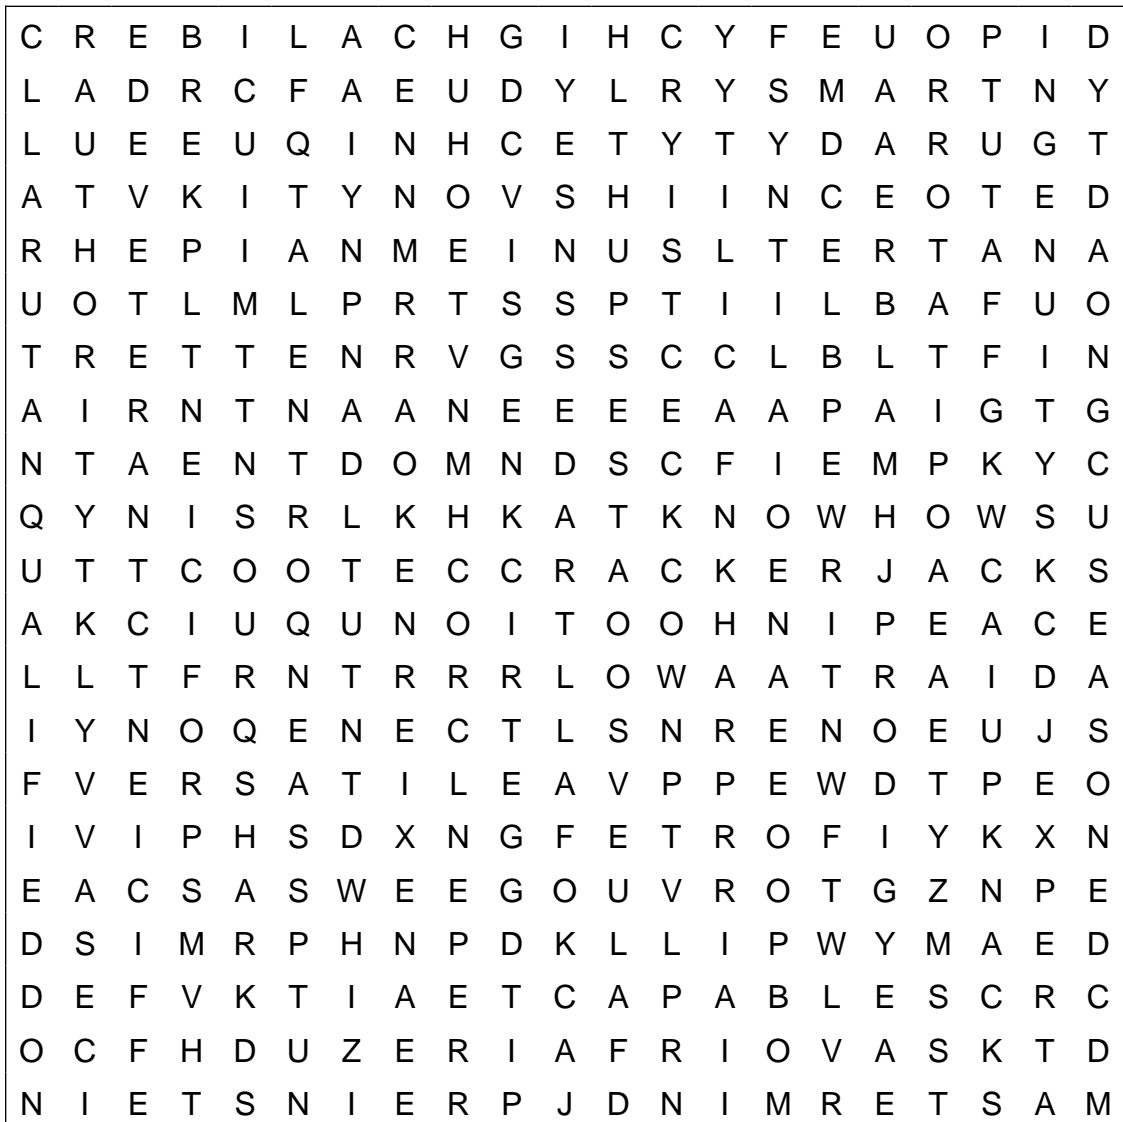 C R E B I L A C H G I H C Y F E U O P I D
L A D R C F A E U D Y L R Y S M A R T N Y
L U E E U Q I N H C E T Y T Y D A R U G T
A T V K I T Y N O V S H I I N C E O T E D
R H E P I A N M E I N U S L T E R T A N A
U O T L M L P R T S S P T I I L B A F U O
T R E T T E N R V G S S C C L B L T F I N
A I R N T N A A N E E E E A A P A I G T G
N T A E N T D O M N D S C F I E M P K Y C
Q Y N I S R L K H K A T K N O W H O W S U
U T T C O O T E C C R A C K E R J A C K S
A K C I U Q U N O I T O O H N I P E A C E
L L T F R N T R R R L O W A A T R A I D A
I Y N O Q E N E C T L S N R E N O E U J S
F V E R S A T I L E A V P P E W D T P E O
I V I P H S D X N G F E T R O F I Y K X N
E A C S A S W E E G O U V R O T G Z N P E
D S I M R P H N P D K L L I P W Y M A E D
D E F V K T I A E T C A P A B L E S C R C
O C F H D U Z E R I A F R I O V A S K T D
N I E T S N I E R P J D N I M R E T S A M